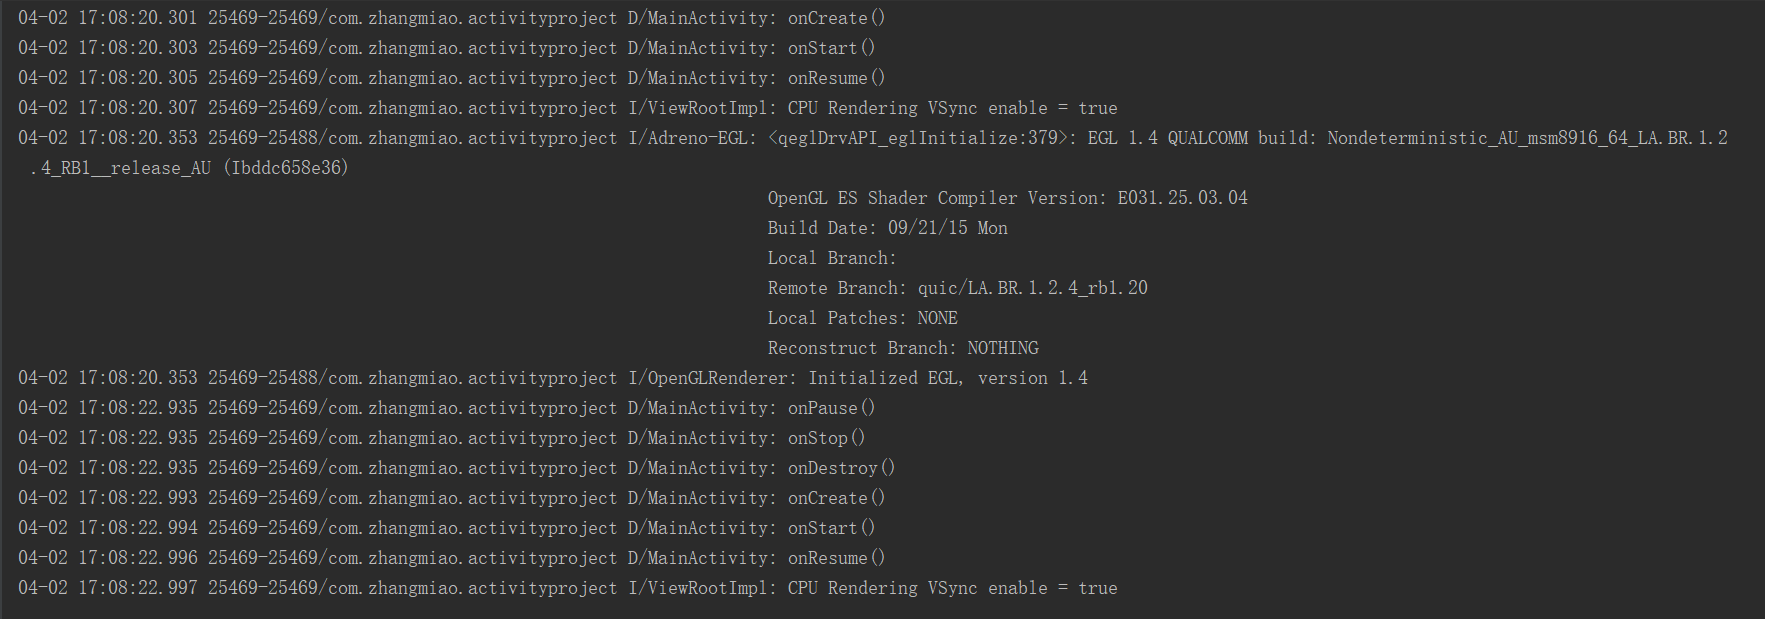 04-02 17:08:20.301 25469-25469/com.zhangmiao.activityproject D/MainActivity: onCreate()
04-02 17:08:20.303 25469-25469/com.zhangmiao.activityproject D/MainActivity: onStart()
04-02 17:08:20.305 25469-25469/com.zhangmiao.activityproject D/MainActivity: onResume()
04-02 17:08:20.307 25469-25469/com.zhangmiao.activityproject I/ViewRootImpl: CPU Rendering VSync enable = true
04-02 17:08:20.353 25469-25488/com.zhangmiao.activityproject I/Adreno-EGL: <qeglDrvAPI_eglInitialize:379>: EGL 1.4 QUALCOMM build: Nondeterministic_AU_msm8916_64_LA.BR.1.2
.4_RB1__release_AU (Ibddc658e36)
OpenGL ES Shader Compiler Version: E031.25.03.04
Build Date: 09/21/15 Mon
Local Branch:
Remote Branch: quic/LA.BR.1.2.4_rb1.20
Local Patches: NONE
Reconstruct Branch: NOTHING
04-02 17:08:20.353 25469-25488/com.zhangmiao.activityproject I/OpenGLRenderer: Initialized EGL, version 1.4
04-02 17:08:22.935 25469-25469/com.zhangmiao.activityproject D/MainActivity: onPause()
04-02 17:08:22.935 25469-25469/com.zhangmiao.activityproject D/MainActivity: onStop()
04-02 17:08:22.935 25469-25469/com.zhangmiao.activityproject D/MainActivity: onDestroy()
04-02 17:08:22.993 25469-25469/com.zhangmiao.activityproject D/MainActivity: onCreate()
04-02 17:08:22.994 25469-25469/com.zhangmiao.activityproject D/MainActivity: onStart()
04-02 17:08:22.996 25469-25469/com.zhangmiao.activityproject D/MainActivity: onResume()
04-02 17:08:22.997 25469-25469/com.zhangmiao.activityproject I/ViewRootImpl: CPU Rendering VSync enable = true